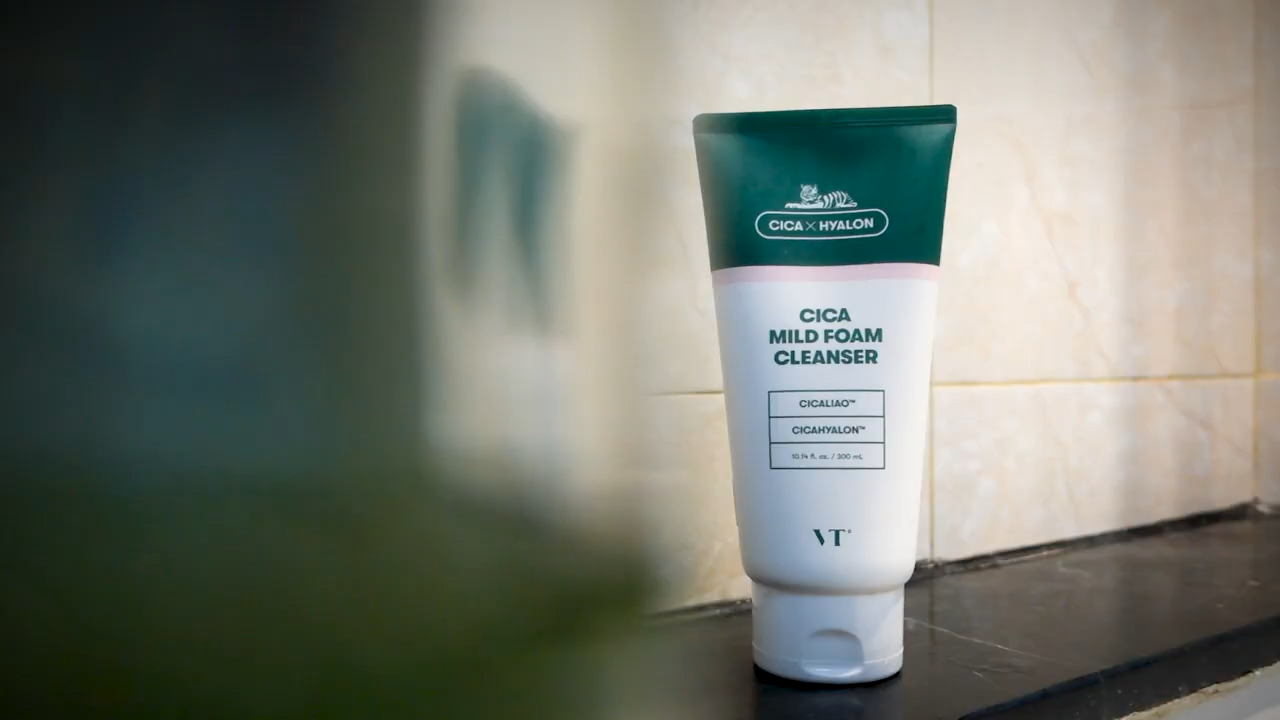 CICA×HYALON
CICA
MILD FOAM
CLEANSER
CICALIAO™
CICAHYALON™
10.14 fl. oz. / 300 mL
VT®